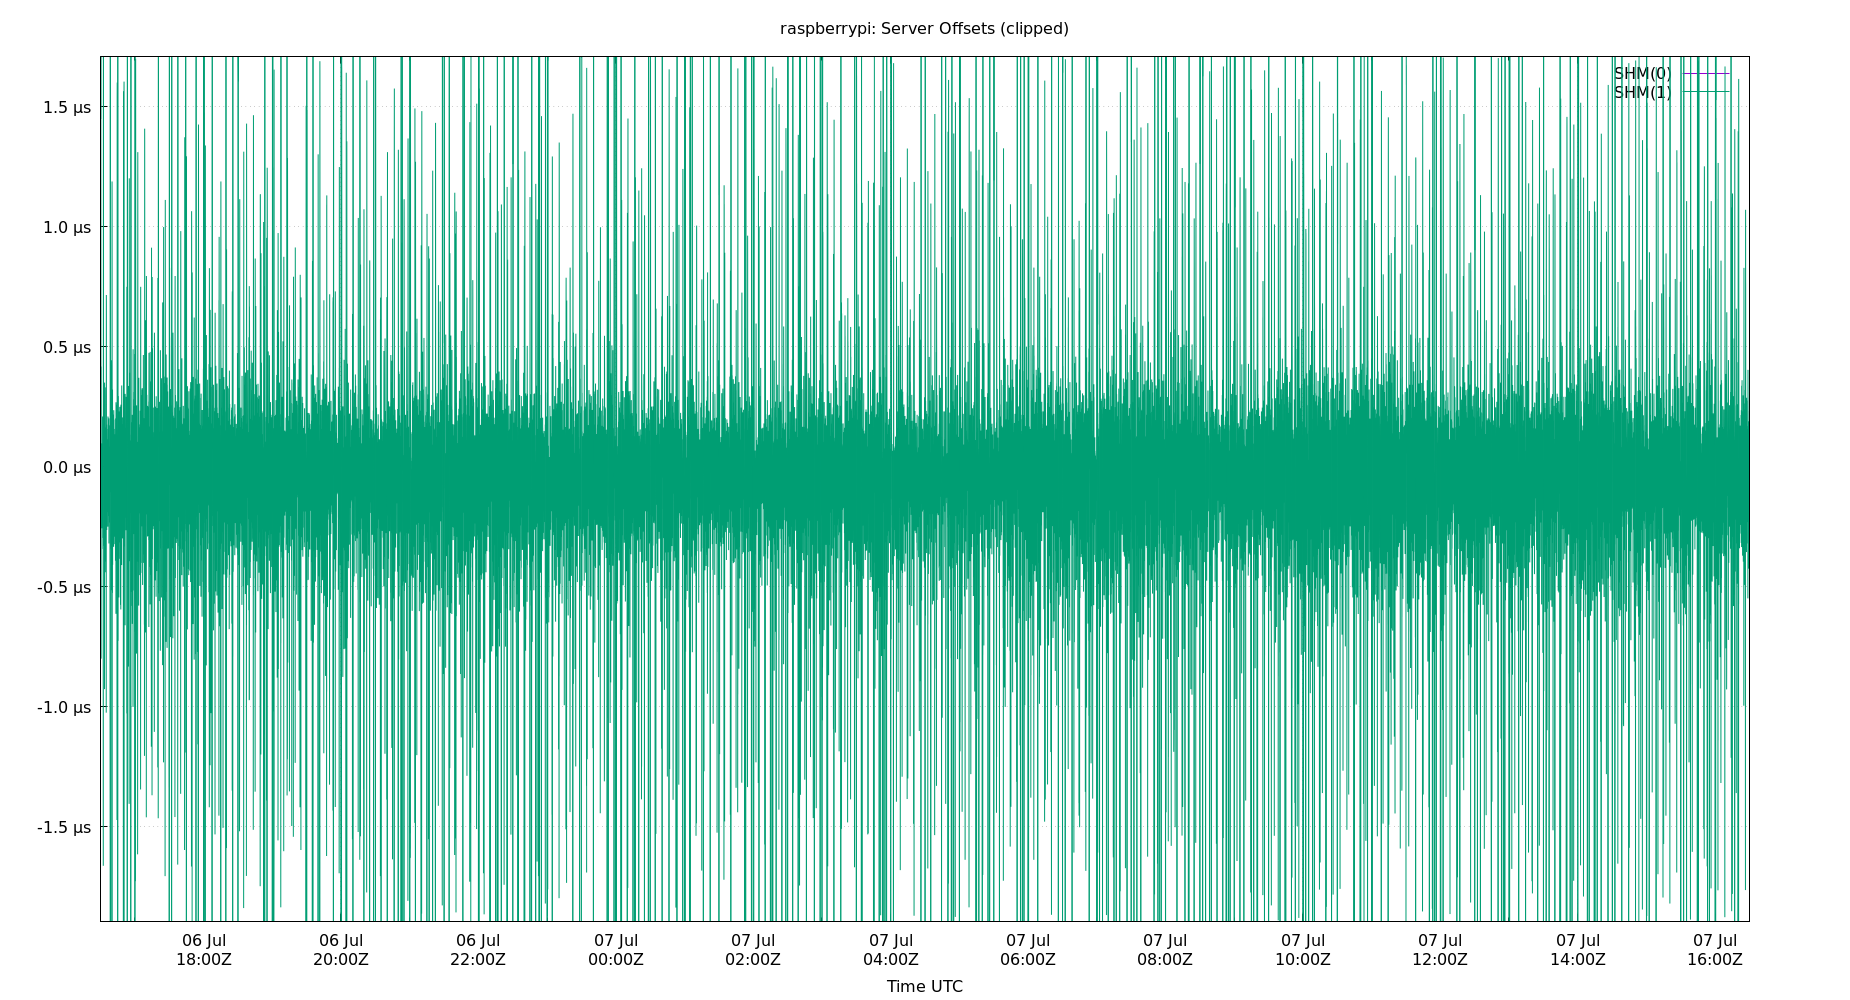 raspberrypi: Server Offsets (clipped)
SHM(0)
SHM(1)
1.5 µs
1.0 µs
0.5 µs
0.0 µs
-0.5 µs
-1.0 µs
-1.5 µs
06 Jul 06 Jul 06 Jul 07 Jul 07 Jul 07 Jul 07 Jul 07 Jul 07 Jul 07 Jul 07 Jul 07 Jul
18:00Z 20:00Z 22:00Z 00:00Z 02:00Z 04:00Z 06:00Z 08:00Z 10:00Z 12:00Z 14:00Z 16:00Z
Time UTC